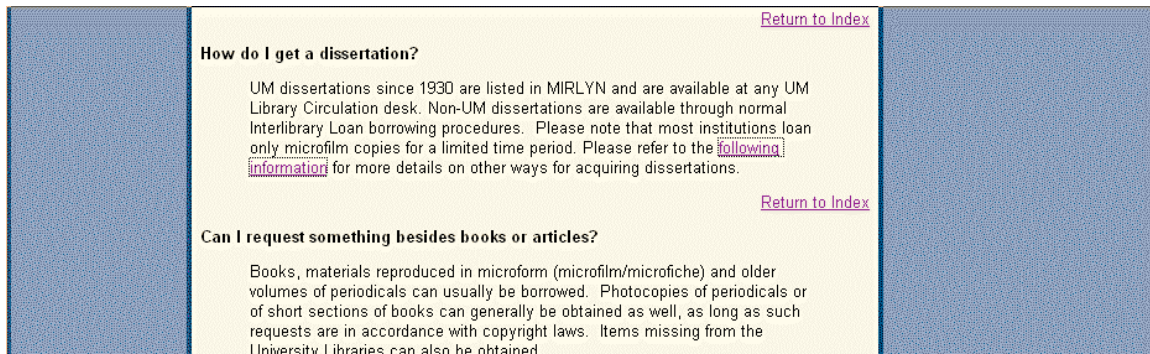 Return to Index
How do I get a dissertation?
UM dissertations since 1930 are listed in MIRLYN and are available at any UM
Library Circulation desk. Non-UM dissertations are available through normal
Interlibrary Loan borrowing procedures.  Please note that most institutions loan
only microfilm copies for a limited time period. Please refer to the following
information for more details on other ways for acquiring dissertations.
Return to Index
Can I request something besides books or articles?
Books, materials reproduced in microform (microfilm/microfiche) and older
volumes of periodicals can usually be borrowed.  Photocopies of periodicals or
of short sections of books can generally be obtained as well, as long as such
requests are in accordance with copyright laws.  Items missing from the
University Libraries can also be obtained